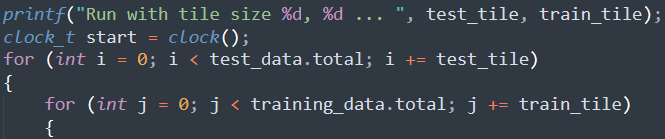 printf("Run with tile size %d, %d ... ", test_tile, train_tile);
clock_t start = clock();
for (int i = 0; i < test_data.total; i += test_tile)
{
    for (int j = 0; j < training_data.total; j += train_tile)
    {